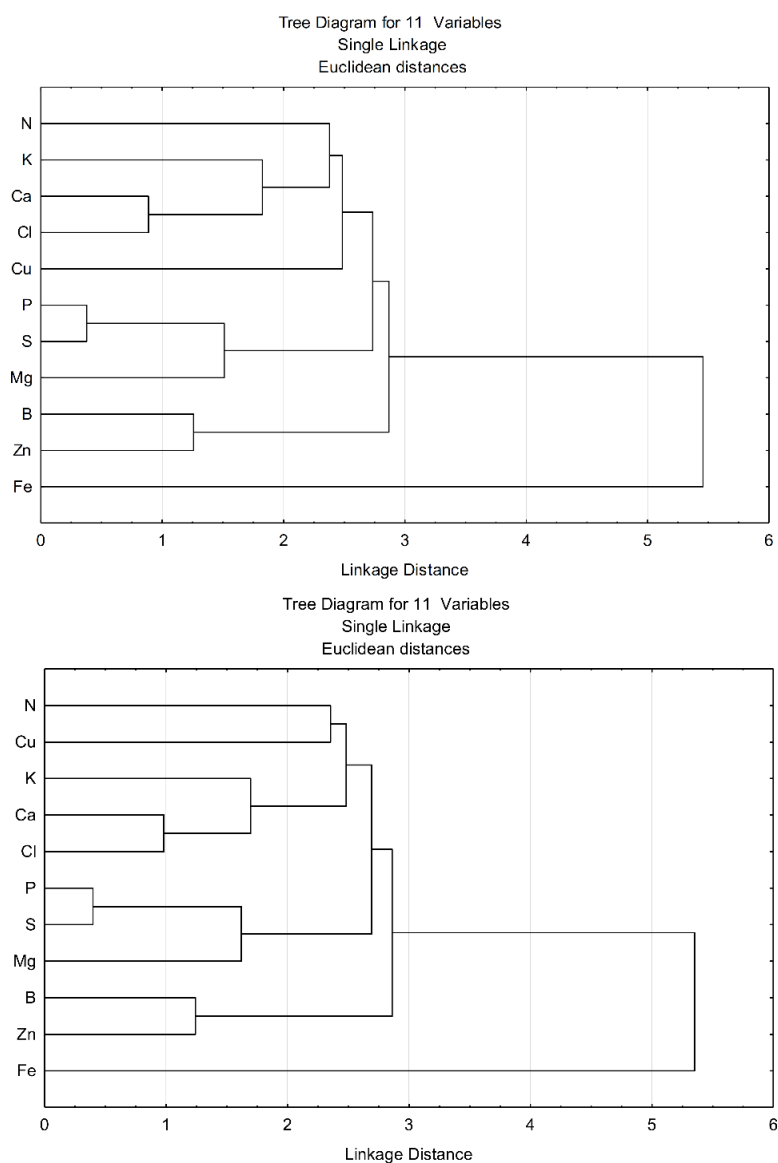 Tree Diagram for 11 Variables
Single Linkage
Euclidean distances
N
K
Ca
Cl
Cu
P
S
Mg
B
Zn
Fe
0 1 2 3 4 5 6
Linkage Distance
Tree Diagram for 11 Variables
Single Linkage
Euclidean distances
N
Cu
K
Ca
Cl
P
S
Mg
B
Zn
Fe
0 1 2 3 4 5 6
Linkage Distance